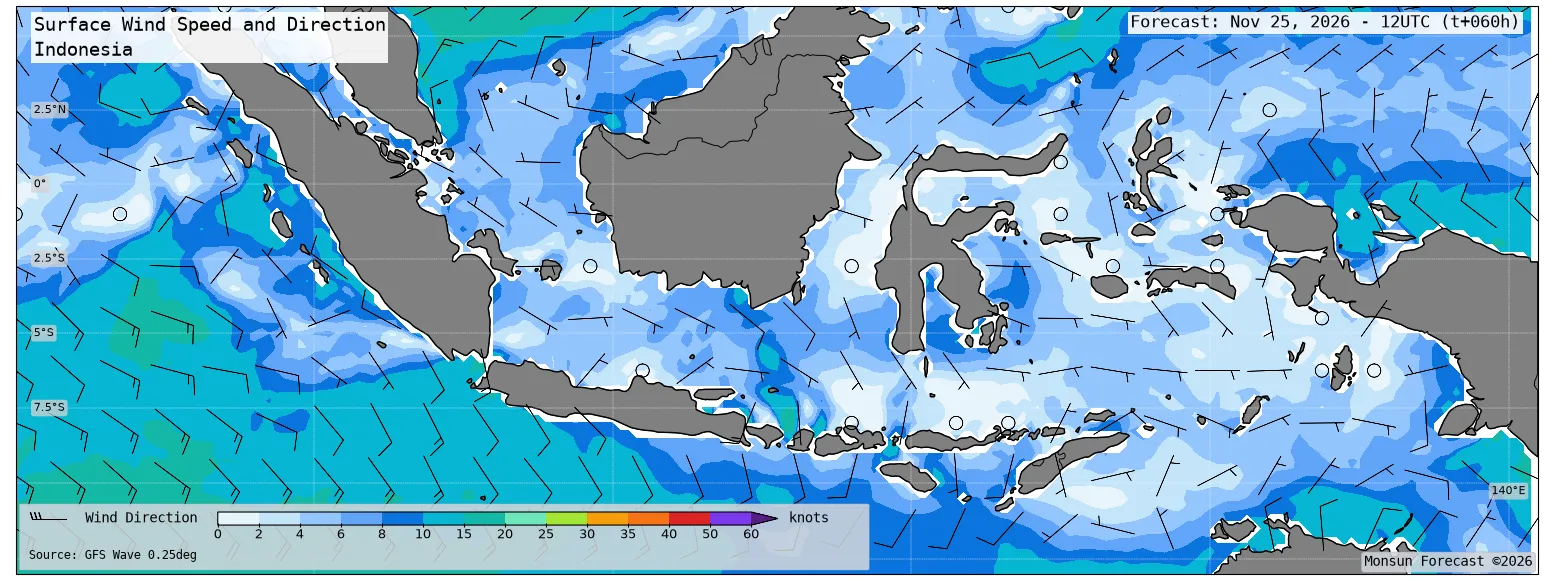 Surface Wind Speed and Direction
Indonesia
Forecast: Nov 25, 2026 - 12UTC (t+060h)
2.5°N
0°
2.5°S
5°S
7.5°S
140°E
Wind Direction
0 2 4 6 8 10 15 20 25 30 35 40 50 60
knots
Source: GFS Wave 0.25deg
Monsun Forecast ©2026